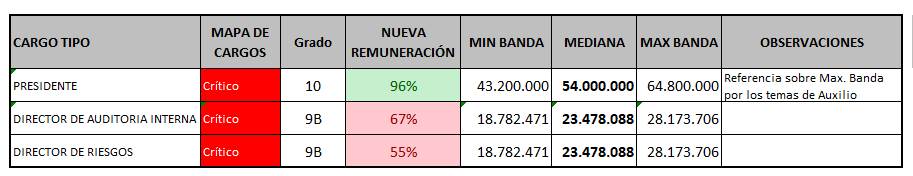 CARGO TIPO MAPA DE CARGOS Grado NUEVA REMUNERACIÓN MIN BANDA MEDIANA MAX BANDA OBSERVACIONES
PRESIDENTE Crítico 10 96% 43.200.000 54.000.000 64.800.000 Referencia sobre Max. Banda por los temas de Auxilio
DIRECTOR DE AUDITORIA INTERNA Crítico 9B 67% 18.782.471 23.478.088 28.173.706
DIRECTOR DE RIESGOS Crítico 9B 55% 18.782.471 23.478.088 28.173.706